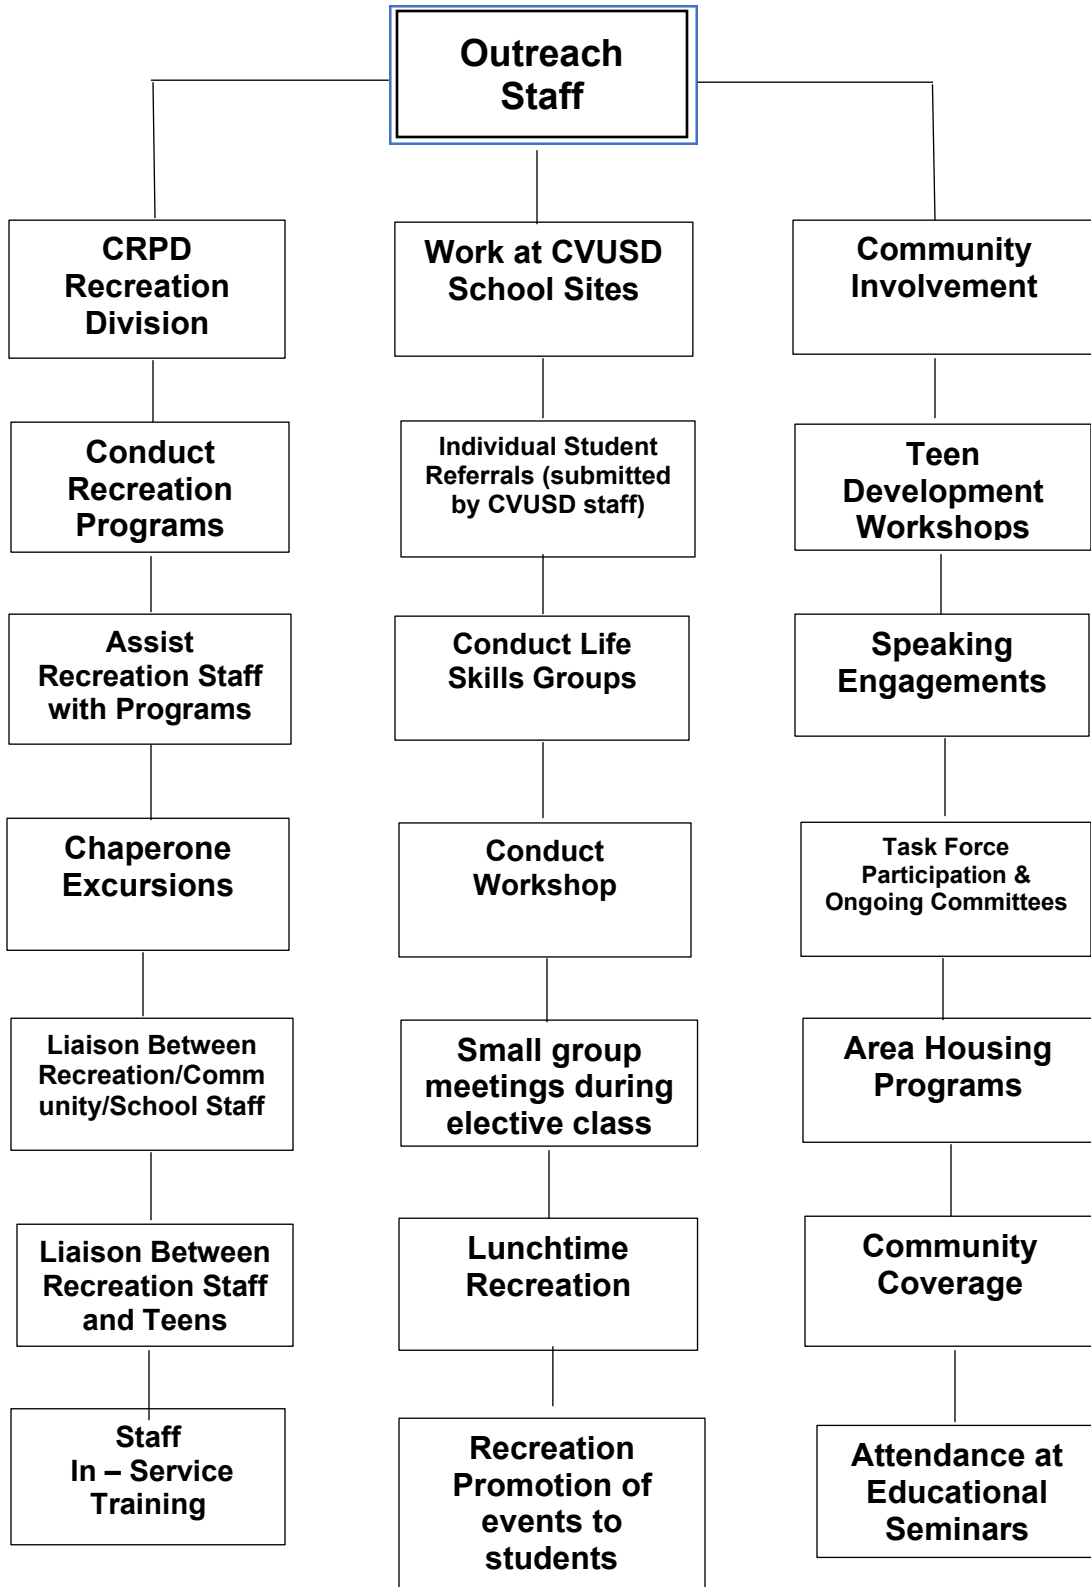 Outreach
Staff
CRPD
Recreation
Division
Work at CVUSD
School Sites
Community
Involvement
Conduct
Recreation
Programs
Individual Student
Referrals (submitted
by CVUSD staff)
Teen
Development
Workshops
Assist
Recreation Staff
with Programs
Conduct Life
Skills Groups
Speaking
Engagements
Chaperone
Excursions
Conduct
Workshop
Task Force
Participation &
Ongoing Committees
Liaison Between
Recreation/Comm
unity/School Staff
Small group
meetings during
elective class
Area Housing
Programs
Liaison Between
Recreation Staff
and Teens
Lunchtime
Recreation
Community
Coverage
Staff
In – Service
Training
Recreation
Promotion of
events to
students
Attendance at
Educational
Seminars